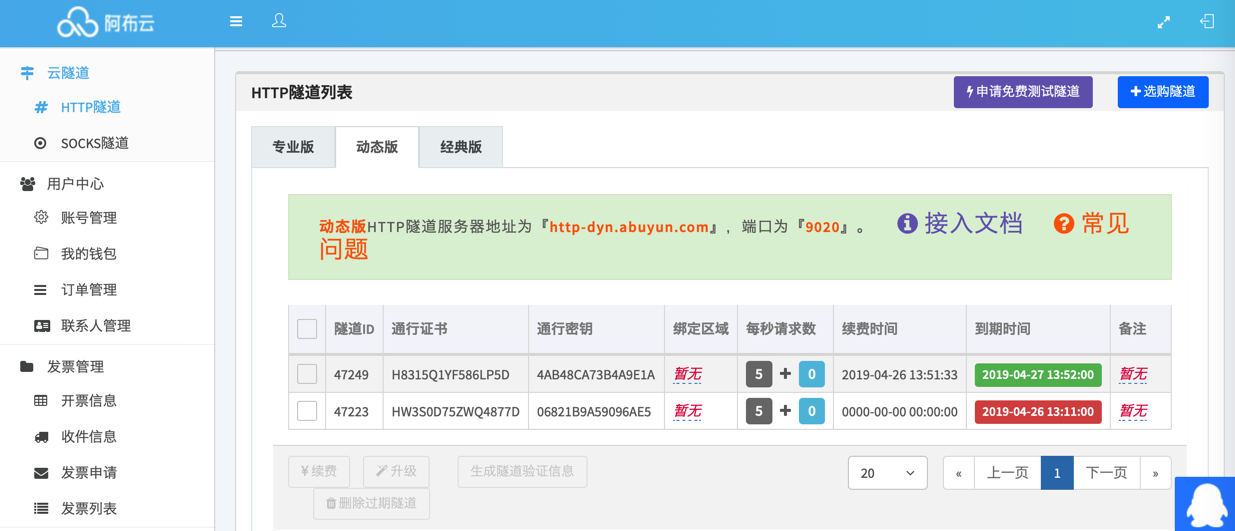 阿布云
云隧道
HTTP隧道
SOCKS隧道
用户中心
账号管理
我的钱包
订单管理
联系人管理
发票管理
开票信息
收件信息
发票申请
发票列表
HTTP隧道列表
申请免费测试隧道
选购隧道
专业版 动态版 经典版
动态版HTTP隧道服务器地址为『http-dyn.abuyun.com』，端口为『9020』。 接入文档 常见
问题
隧道ID 通行证书 通行密钥 绑定区域 每秒请求数 续费时间 到期时间 备注
47249 H8315Q1YF586LP5D 4AB48CA73B4A9E1A 暂无 5 + 0 2019-04-26 13:51:33 2019-04-27 13:52:00 暂无
47223 HW3S0D75ZWQ4877D 06821B9A59096AE5 暂无 5 + 0 0000-00-00 00:00:00 2019-04-26 13:11:00 暂无
¥续费 升级 生成隧道验证信息 20 « 上一页 1 下一页 »
删除过期隧道